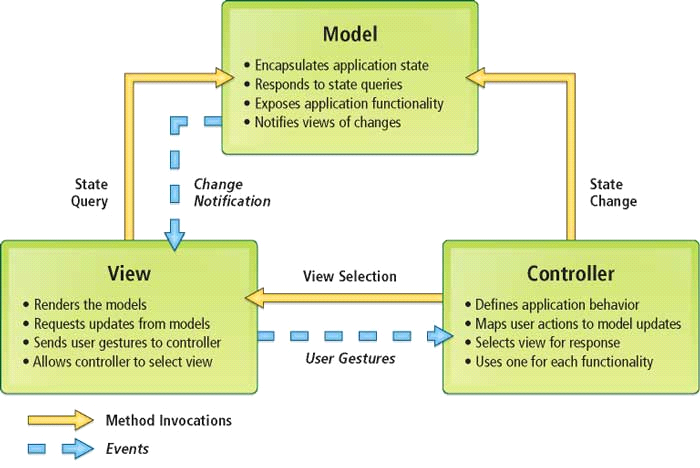 Model
• Encapsulates application state
• Responds to state queries
• Exposes application functionality
• Notifies views of changes
State
Query
Change
Notification
State
Change
View
• Renders the models
• Requests updates from models
• Sends user gestures to controller
• Allows controller to select view
View Selection
User Gestures
Controller
• Defines application behavior
• Maps user actions to model updates
• Selects view for response
• Uses one for each functionality
Method Invocations
Events